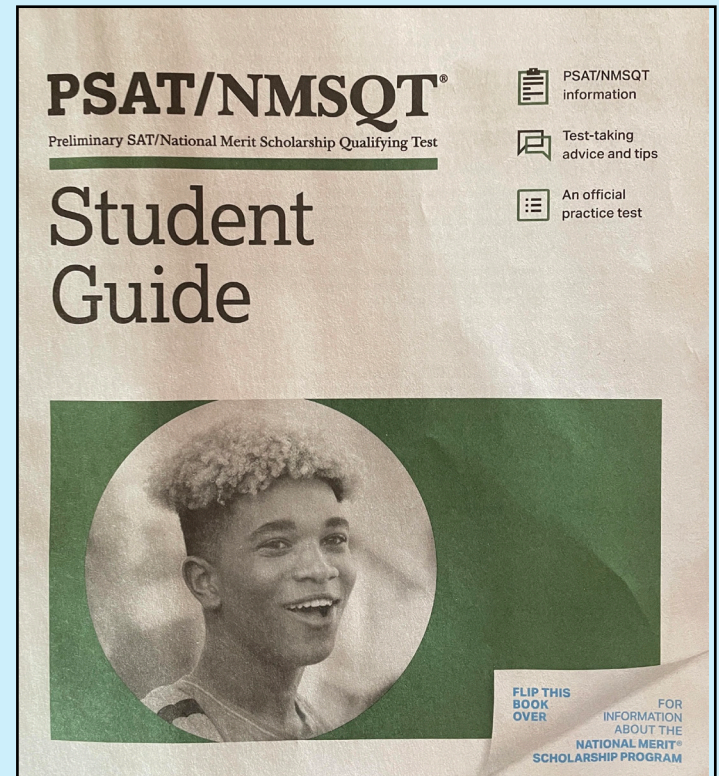 PSAT/NMSQT®
Preliminary SAT/National Merit Scholarship Qualifying Test
Student
Guide
PSAT/NMSQT
information
Test-taking
advice and tips
An official
practice test
FLIP THIS
BOOK
OVER
FOR
INFORMATION
ABOUT THE
NATIONAL MERIT®
SCHOLARSHIP PROGRAM